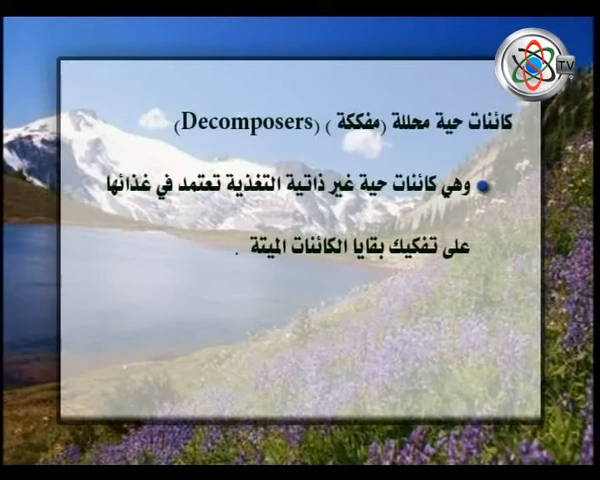 كائنات حية محللة (مفككة ) (Decomposers)
• وهي كائنات حية غير ذاتية التغذية تعتمد في غذائها
على تفكيك بقايا الكائنات الميتة .
TV